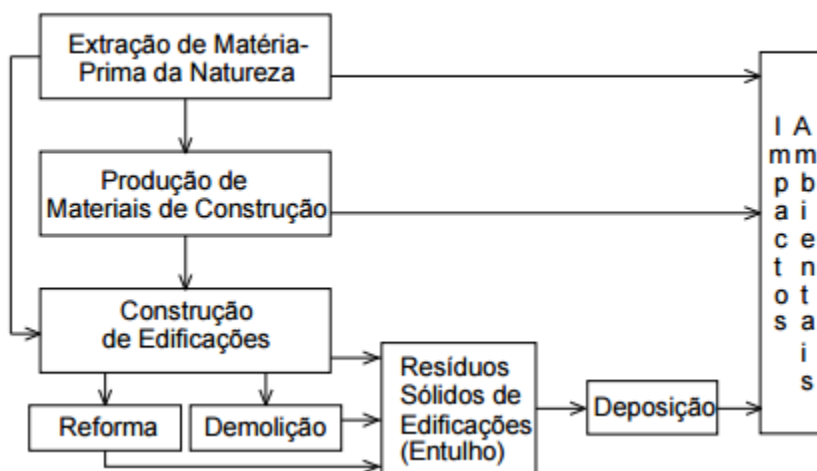 Extração de Matéria-
Prima da Natureza
Produção de
Materiais de Construção
Construção
de Edificações
Reforma
Demolição
Resíduos
Sólidos de
Edificações
(Entulho)
Deposição
Impactos
Ambientais